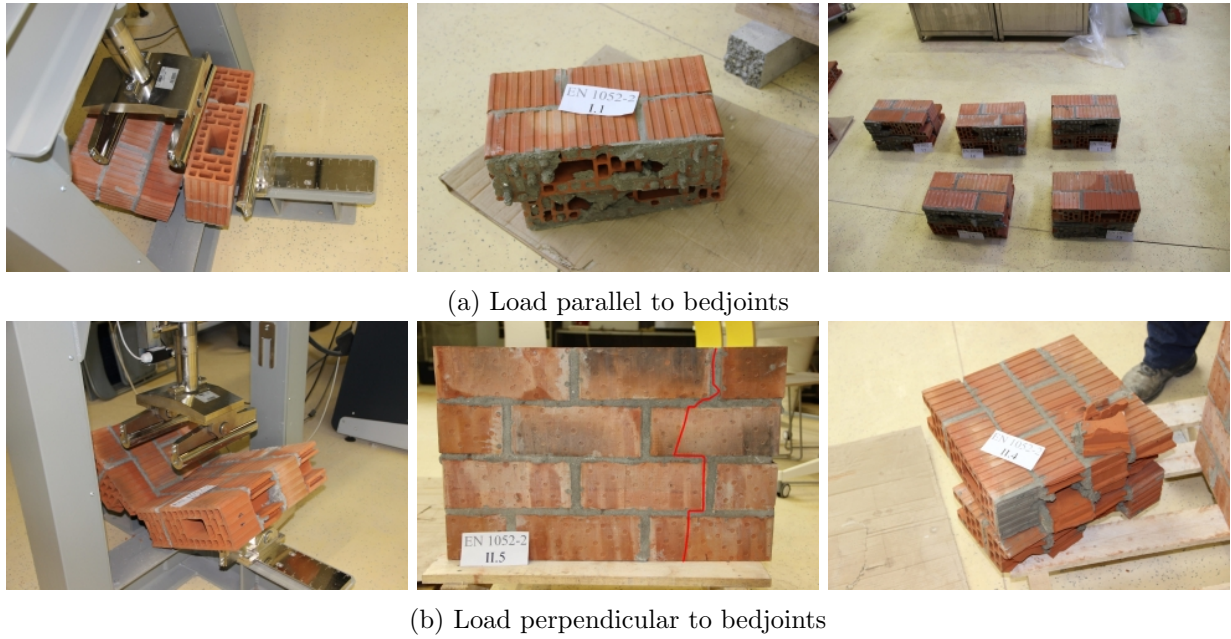 EN 1052-2
I.1
(a) Load parallel to bedjoints
EN 1052-2
II.5
EN 1052-2
II.4
(b) Load perpendicular to bedjoints